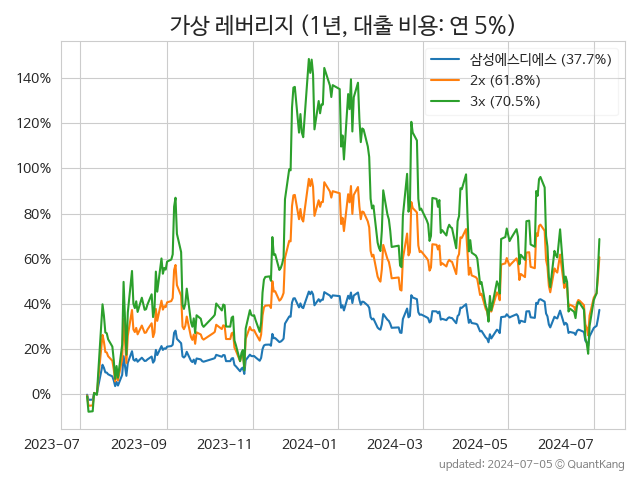 가상 레버리지 (1년, 대출 비용: 연 5%)
삼성에스디에스 (37.7%)
2x (61.8%)
3x (70.5%)
140%
120%
100%
80%
60%
40%
20%
0%
2023-07 2023-09 2023-11 2024-01 2024-03 2024-05 2024-07
updated: 2024-07-05 © QuantKang